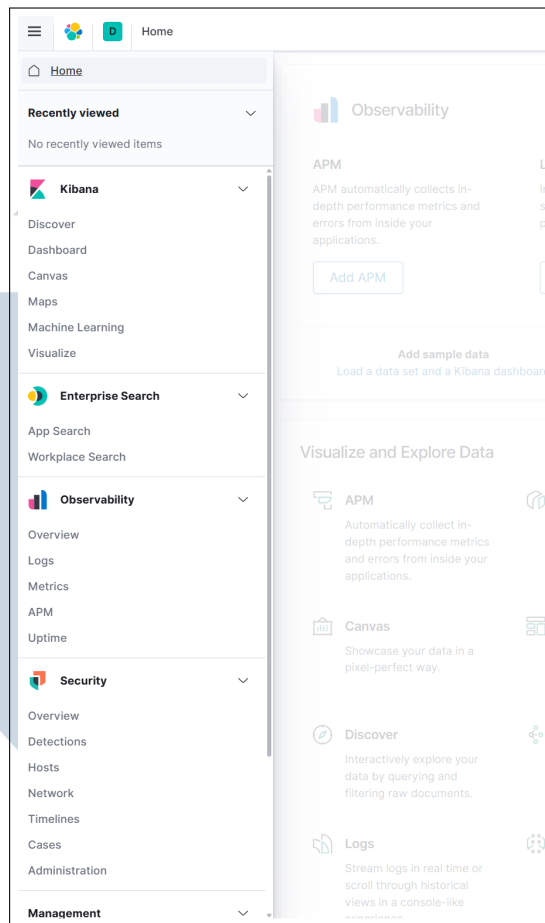 D Home
Home
Recently viewed
No recently viewed items
Kibana
Discover
Dashboard
Canvas
Maps
Machine Learning
Visualize
Enterprise Search
App Search
Workplace Search
Observability
Overview
Logs
Metrics
APM
Uptime
Security
Overview
Detections
Hosts
Network
Timelines
Cases
Administration
Management
Observability
APM
APM automatically collects in-
depth performance metrics and
errors from inside your
applications.
Add APM
Add sample data
Load a data set and a Kibana dashboar
Visualize and Explore Data
APM
Automatically collect in-
depth performance metrics
and errors from inside your
applications.
Canvas
Showcase your data in a
pixel-perfect way.
Discover
Interactively explore your
data by querying and
filtering raw documents.
Logs
Stream logs in real time or
scroll through historical
views in a console-like
experience.